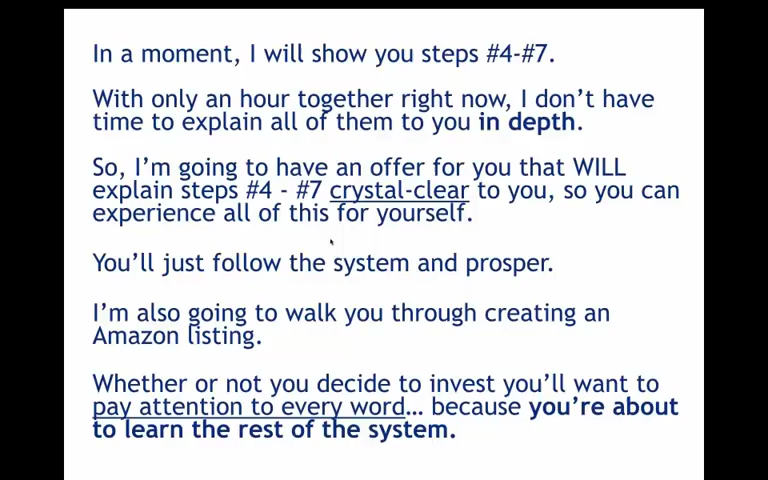 In a moment, I will show you steps #4-#7.
With only an hour together right now, I don't have
time to explain all of them to you in depth.
So, I'm going to have an offer for you that WILL
explain steps #4 - #7 crystal-clear to you, so you can
experience all of this for yourself.
You'll just follow the system and prosper.
I'm also going to walk you through creating an
Amazon listing.
Whether or not you decide to invest you'll want to
pay attention to every word... because you're about
to learn the rest of the system.